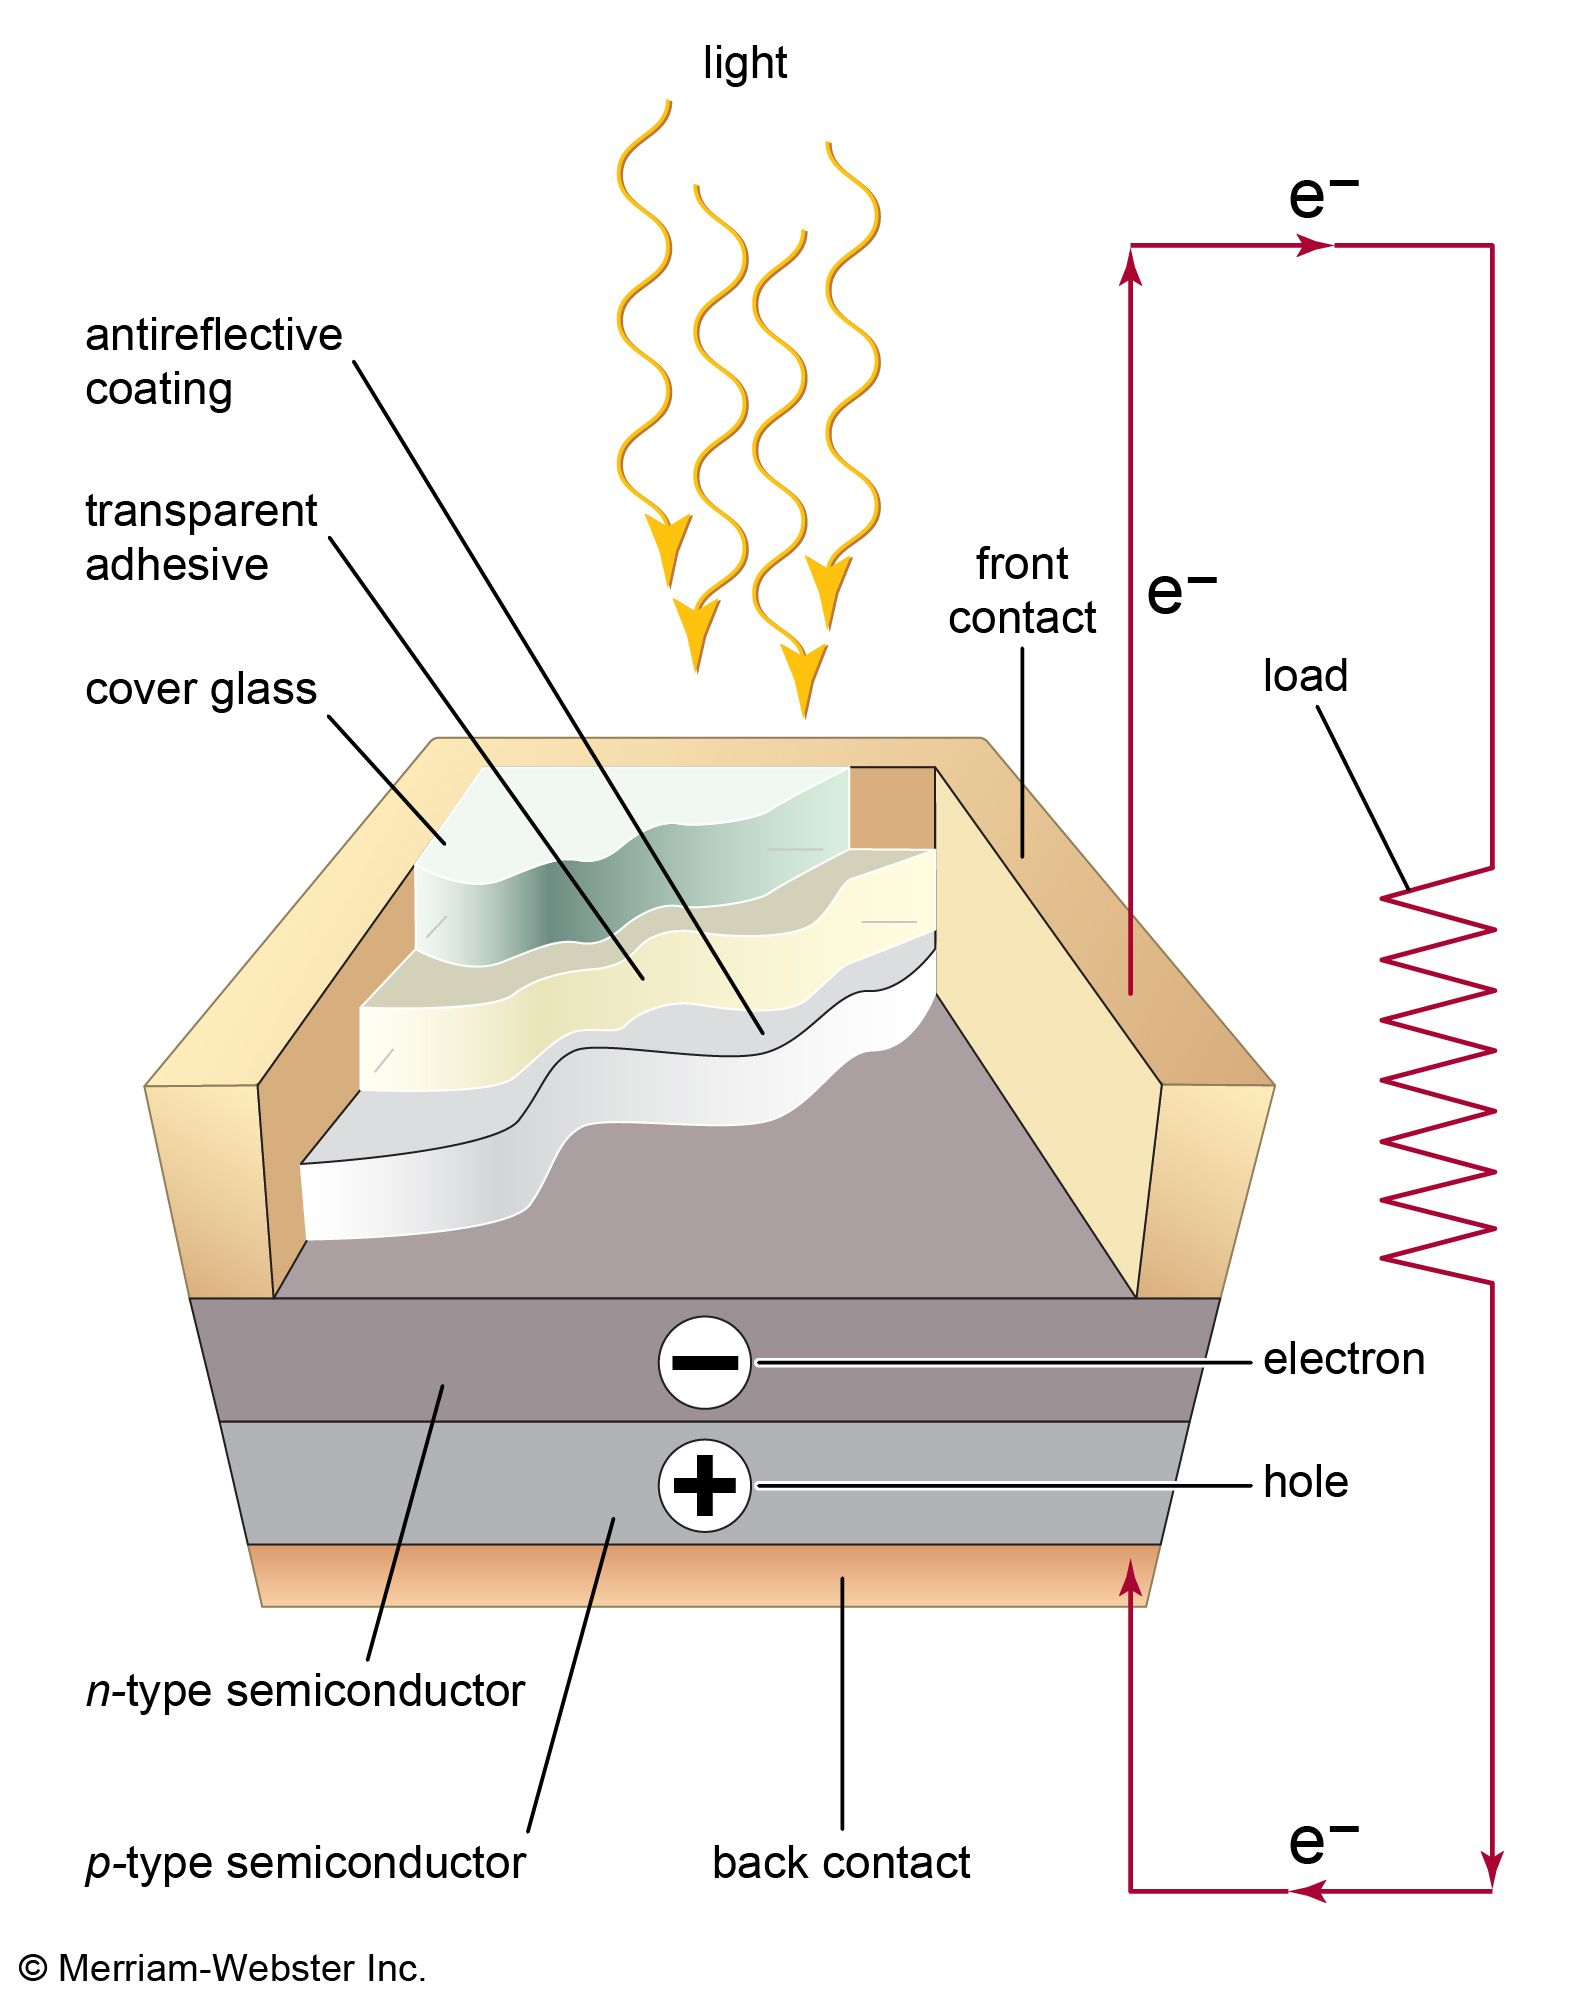 light
e−
antireflective
coating
transparent
adhesive
front
contact
e−
load
cover glass
−
electron
+
hole
n-type semiconductor
p-type semiconductor
back contact
e−
© Merriam-Webster Inc.